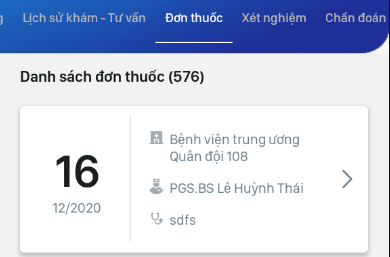 g Lịch sử khám - Tư vấn Đơn thuốc Xét nghiệm Chẩn đoán
Danh sách đơn thuốc (576)
16
12/2020
Bệnh viện trung ương
Quân đội 108
PGS.BS Lê Huỳnh Thái
sdfs